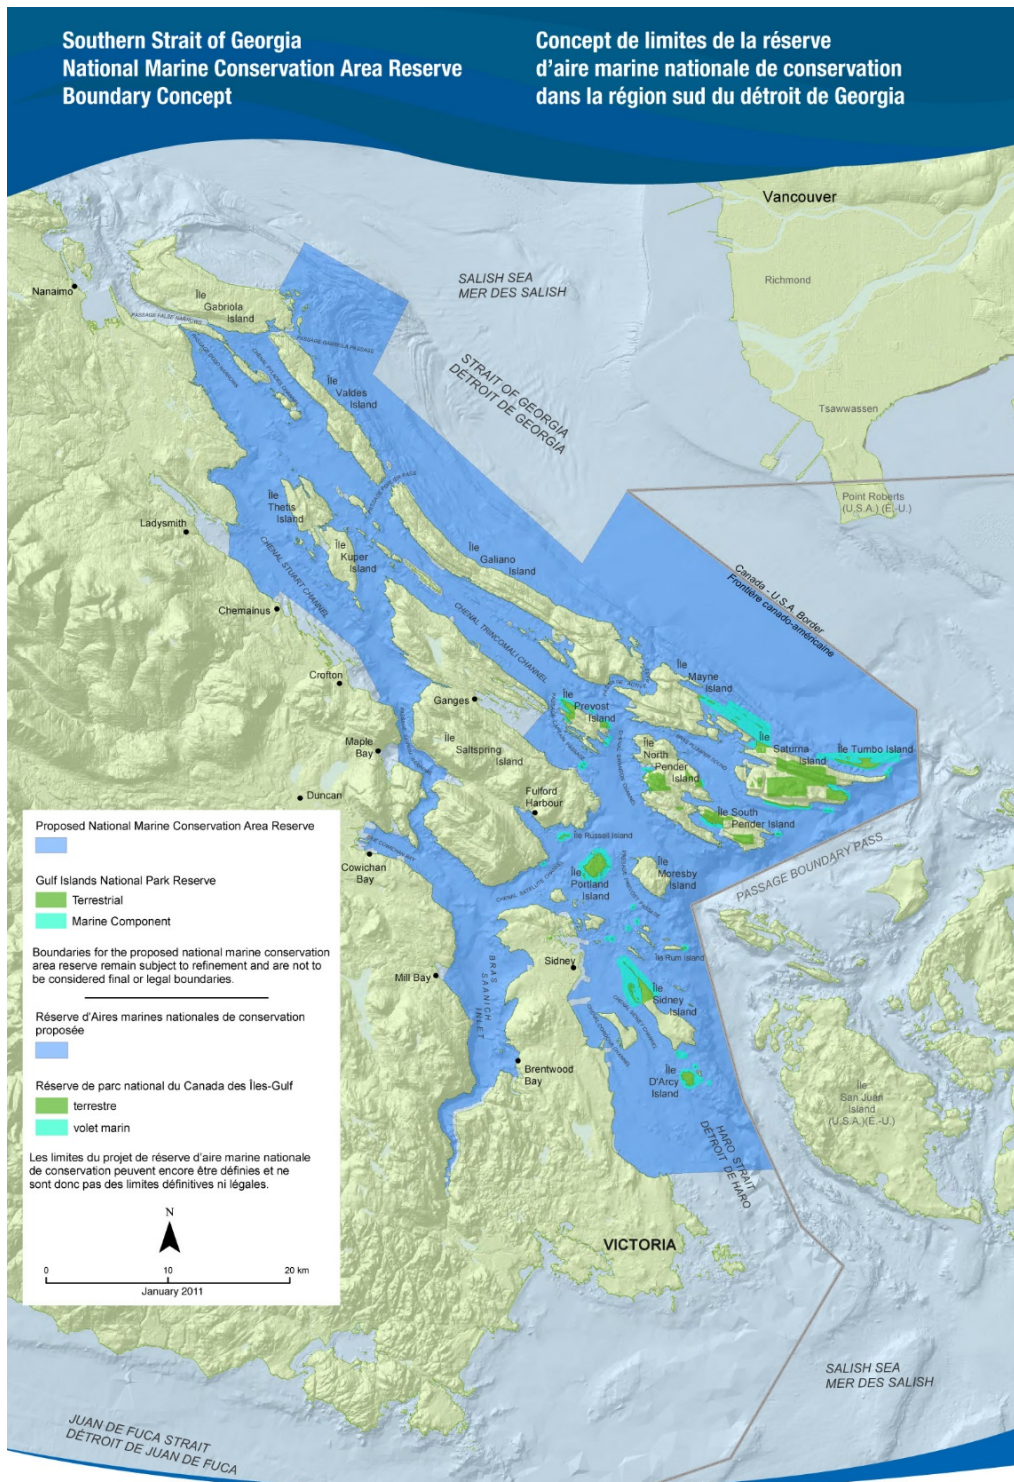 Southern Strait of Georgia
National Marine Conservation Area Reserve
Boundary Concept
Concept de limites de la réserve
d'aire marine nationale de conservation
dans la région sud du détroit de Georgia
Vancouver
Richmond
Tsawwassen
Point Roberts
(U.S.A.) (É.-U.)
SALISH SEA
MER DES SALISH
STRAIT OF GEORGIA
DÉTROIT DE GEORGIA
Nanaimo
Île
Gabriola
Island
PASSAGE FALSE NARROWS
PASSAGE GABRIOLA PASSAGE
Île
Valdes
Island
Île
Thetis
Island
Ladysmith
Île
Kuper
Island
CHENAL STUART CHANNEL
Île
Galiano
Island
CHENAL TRINCOMALI CHANNEL
Canada - U.S.A. Border
Frontière canado-américaine
Chemainus
Crofton
Ganges
Île
Prevost
Island
Île
Mayne
Island
Maple
Bay
Île
Saltspring
Island
Île
North
Pender
Island
Île
Saturna
Island
Île Tumbo Island
Duncan
Fulford
Harbour
Île South
Pender Island
Île Russell Island
PASSAGE BOUNDARY PASS
Cowichan
Bay
CHENAL SATELLITE CHANNEL
Île
Portland
Island
Île
Moresby
Island
Île Rum Island
Sidney
Mill Bay
BRAS
SAANICH
INLET
Île
Sidney
Island
CHENAL SIDNEY CHANNEL
Brentwood
Bay
Île
D'Arcy
Island
Île
San Juan
Island
(U.S.A.)(É.-U.)
HARO STRAIT
DÉTROIT DE HARO
VICTORIA
SALISH SEA
MER DES SALISH
JUAN DE FUCA STRAIT
DÉTROIT DE JUAN DE FUCA
Proposed National Marine Conservation Area Reserve
Gulf Islands National Park Reserve
Terrestrial
Marine Component
Boundaries for the proposed national marine conservation
area reserve remain subject to refinement and are not to
be considered final or legal boundaries.
Réserve d'Aires marines nationales de conservation
proposée
Réserve de parc national du Canada des Îles-Gulf
terrestre
volet marin
Les limites du projet de réserve d'aire marine nationale
de conservation peuvent encore être définies et ne
sont donc pas des limites définitives ni légales.
N
0 10 20 km
January 2011